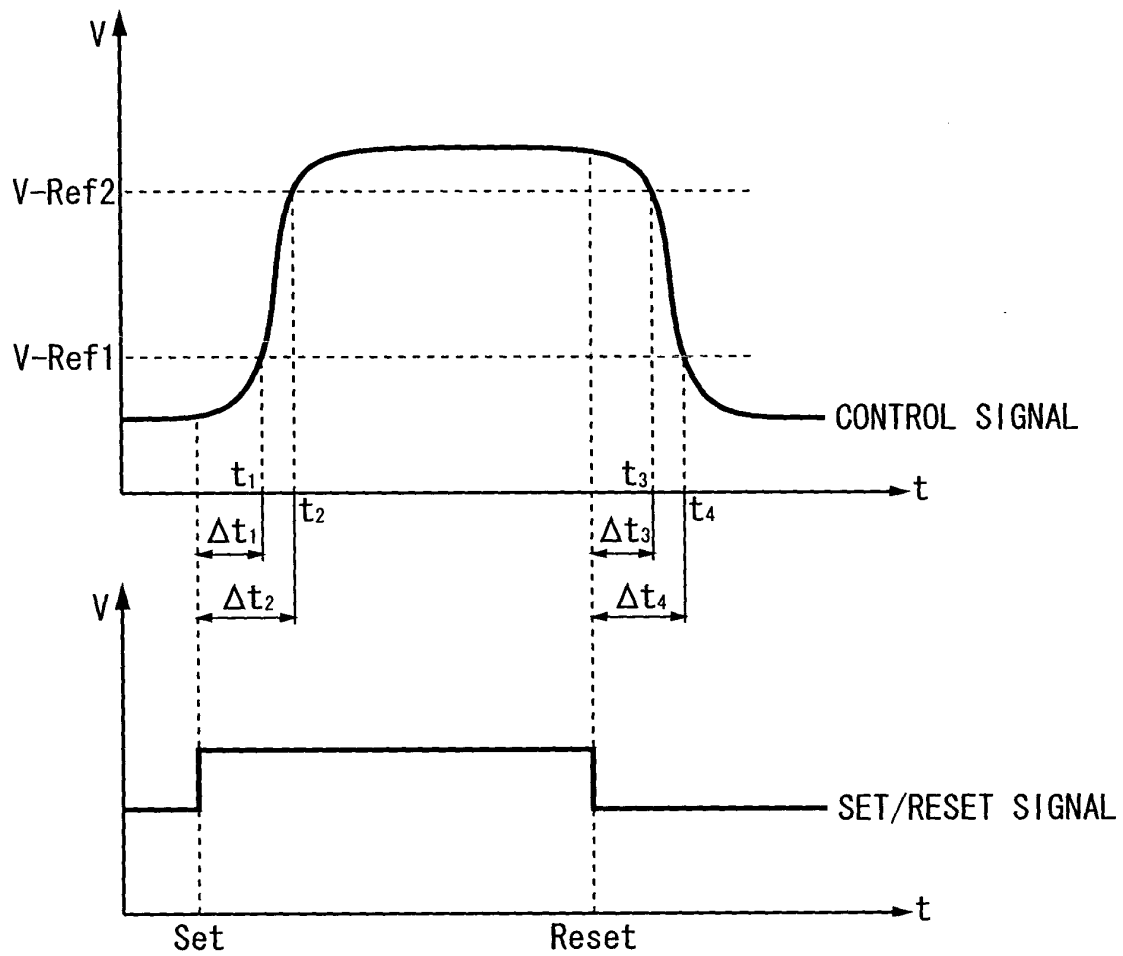 V
V-Ref2
V-Ref1
CONTROL SIGNAL
t₁
t₃
t
t₂
t₄
Δt₁
Δt₃
Δt₂
Δt₄
V
SET/RESET SIGNAL
t
Set
Reset